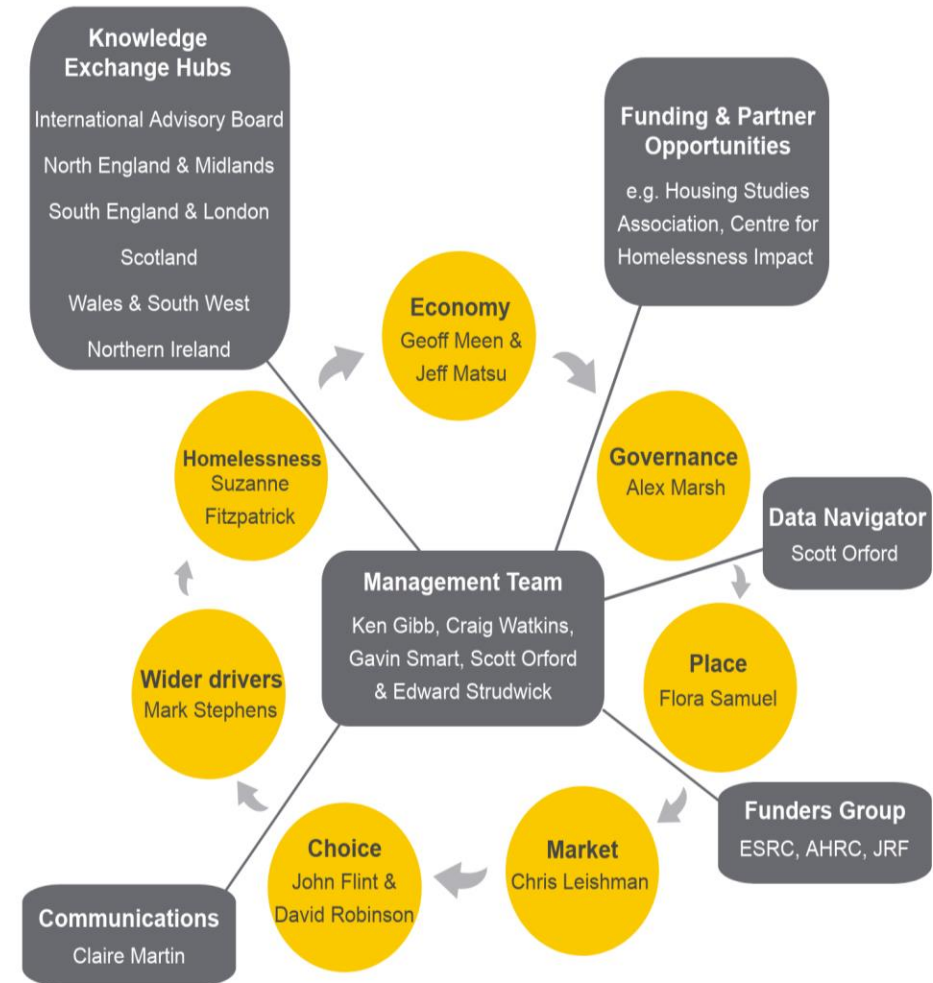 Knowledge
Exchange Hubs
International Advisory Board
North England & Midlands
South England & London
Scotland
Wales & South West
Northern Ireland
Funding & Partner
Opportunities
e.g. Housing Studies
Association, Centre for
Homelessness Impact
Economy
Geoff Meen &
Jeff Matsu
Homelessness
Suzanne
Fitzpatrick
Governance
Alex Marsh
Data Navigator
Scott Orford
Management Team
Ken Gibb, Craig Watkins,
Gavin Smart, Scott Orford
& Edward Strudwick
Wider drivers
Mark Stephens
Place
Flora Samuel
Funders Group
ESRC, AHRC, JRF
Choice
John Flint &
David Robinson
Market
Chris Leishman
Communications
Claire Martin